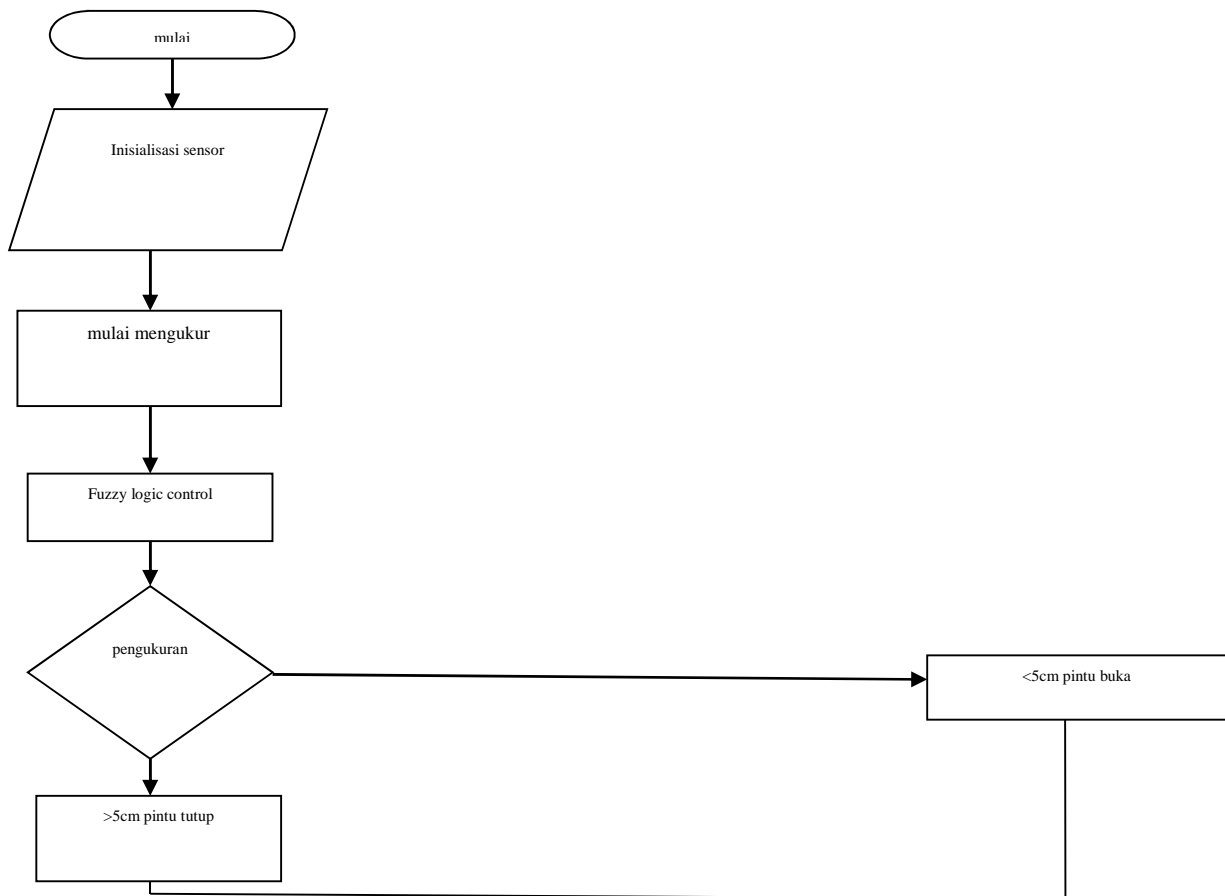 mulai
Inisialisasi sensor
mulai mengukur
Fuzzy logic control
pengukuran
<5cm pintu buka
>5cm pintu tutup